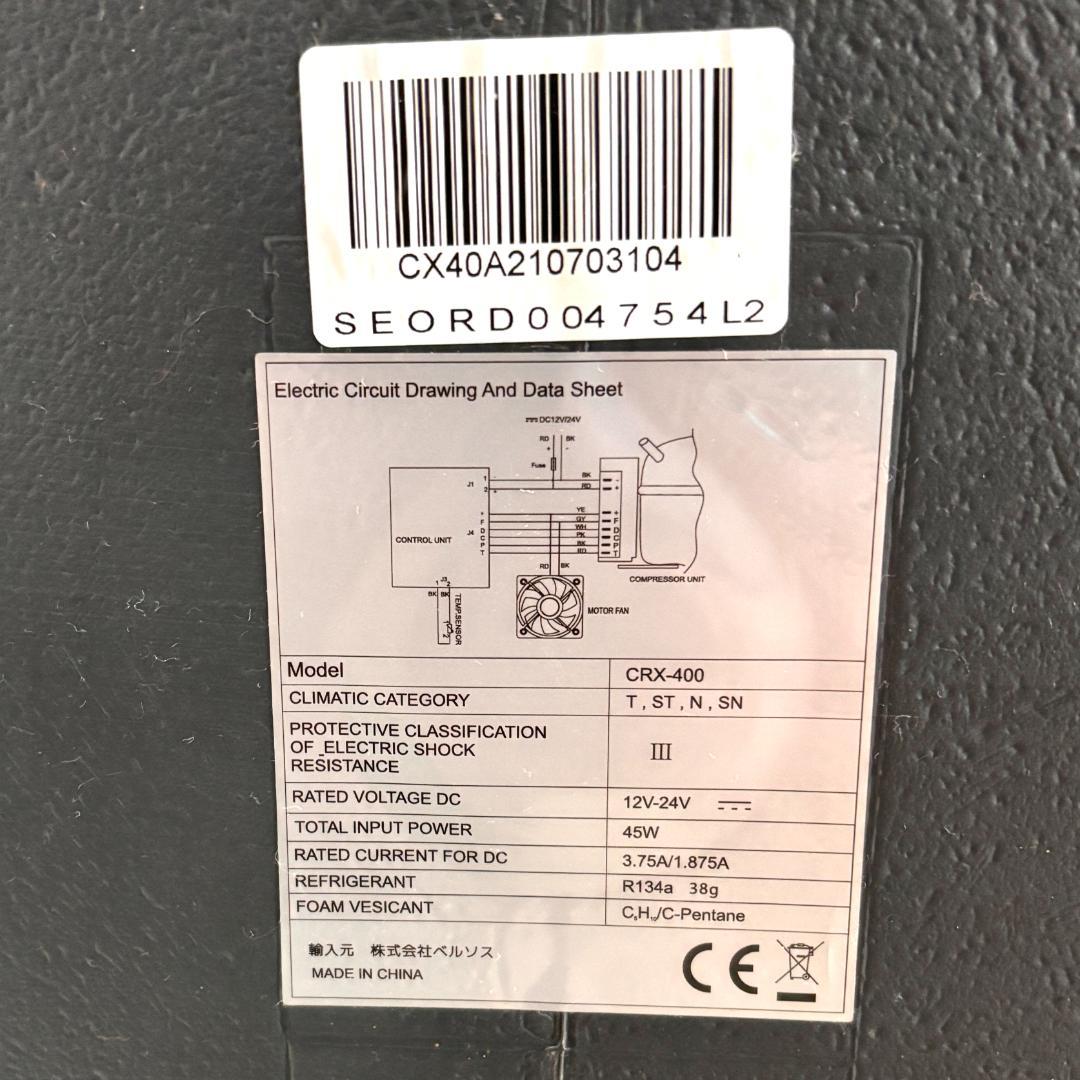 CX40A210703104
SEORD004754L2
Electric Circuit Drawing And Data Sheet
DC12V/24V
RD BK
+ -
Fuse
J1
1
2
-
+
BK
RD
-
+
CONTROL UNIT
J4
+
F
D
C
P
T
YE
GY
WH
PK
BK
RD
+
F
D
C
P
T
RD BK
COMPRESSOR UNIT
MOTOR FAN
J3
1 2
BK BK
TEMP.SENSOR
Model CRX-400
CLIMATIC CATEGORY T , ST , N , SN
PROTECTIVE CLASSIFICATION
OF ELECTRIC SHOCK III
RESISTANCE
RATED VOLTAGE DC 12V-24V
TOTAL INPUT POWER 45W
RATED CURRENT FOR DC 3.75A/1.875A
REFRIGERANT R134a 38g
FOAM VESICANT C₅H₁₀/C-Pentane
輸入元 株式会社ベルソス
MADE IN CHINA
CE